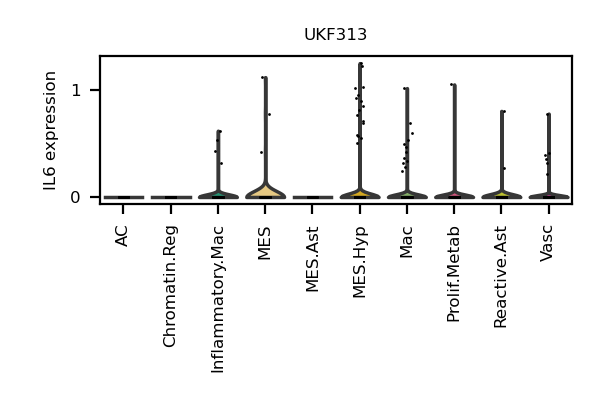 UKF313
IL6 expression
1
0
AC
Chromatin.Reg
Inflammatory.Mac
MES
MES.Ast
MES.Hyp
Mac
Prolif.Metab
Reactive.Ast
Vasc